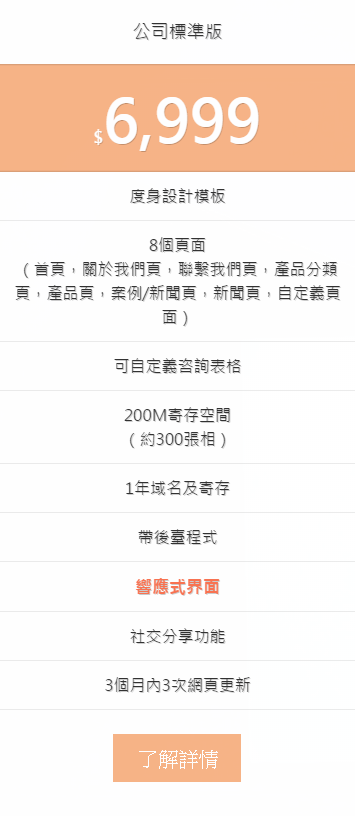 公司標準版
$6,999
度身設計模板
8個頁面
（首頁，關於我們頁，聯繫我們頁，產品分類
頁，產品頁，案例/新聞頁，新聞頁，自定義頁
面）
可自定義咨詢表格
200M寄存空間
（約300張相）
1年域名及寄存
帶後臺程式
響應式界面
社交分享功能
3個月內3次網頁更新
了解詳情